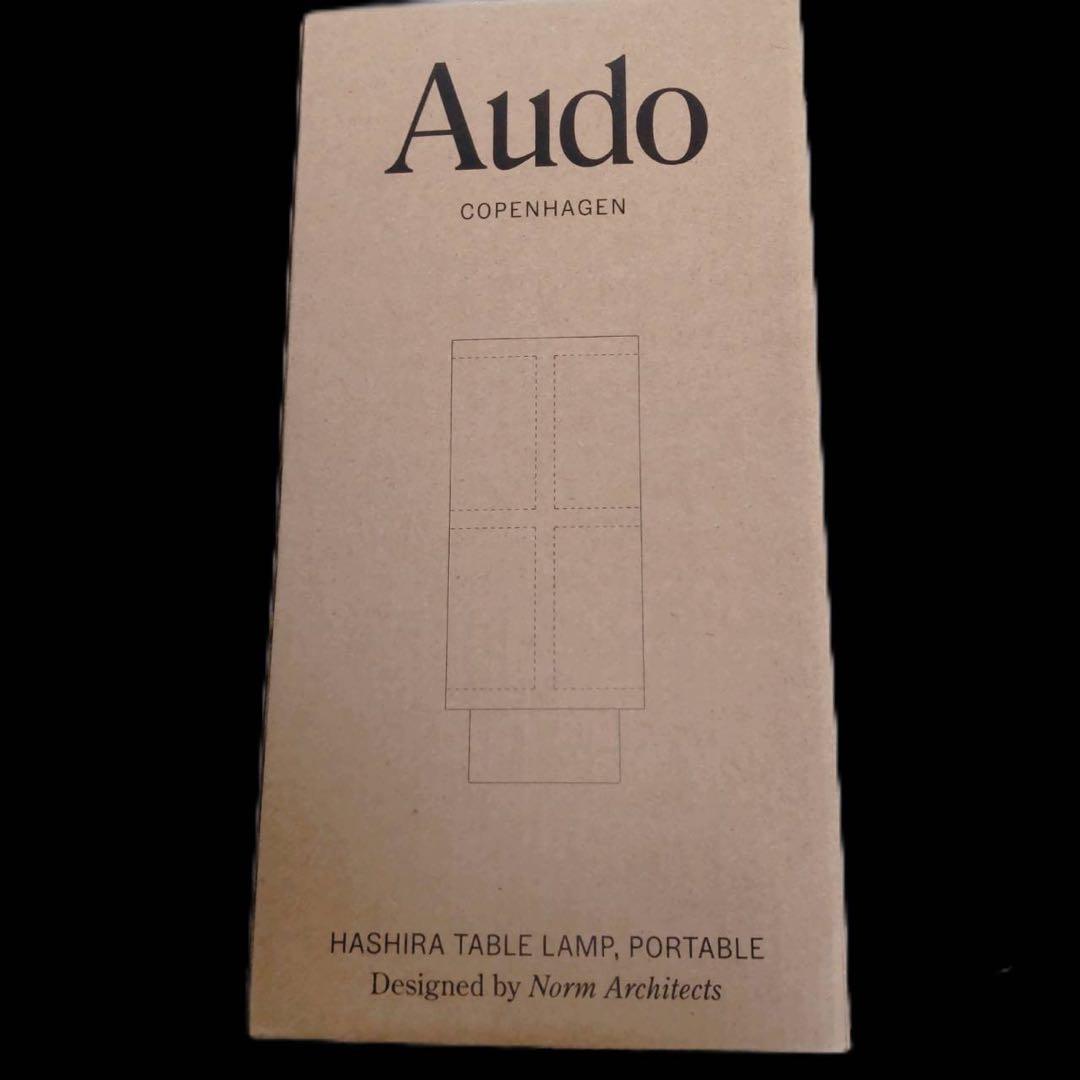 Audo
COPENHAGEN
HASHIRA TABLE LAMP, PORTABLE
Designed by Norm Architects